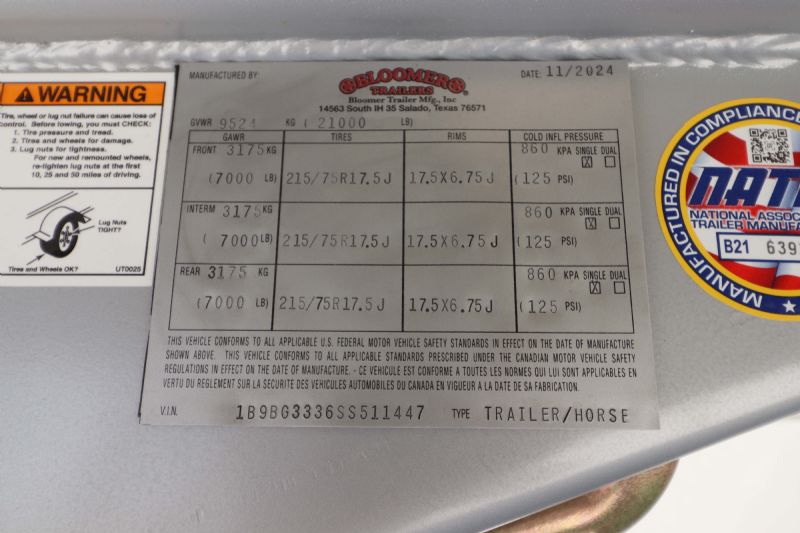 WARNING
Tire, wheel or lug nut failure can cause loss of
control. Before lowing, you must CHECK:
1. Tire pressure and tread.
2. Tires and wheels for damage.
3. Lug nuts for tightness.
For new and remounted wheels,
re-tighten lug nuts at the first
10, 25 and 50 miles of driving.
Lug Nuts
TIGHT?
Tires and Wheels OK?
UT0025
MANUFACTURED BY:
BLOOMER
TRAILERS
Bloomer Trailer Mfg., Inc
14563 South IH 35 Salado, Texas 76571
DATE: 11/2024
GVWR 9524 KG ( 21000 LB)
GAWR TIRES RIMS COLD INFL PRESSURE
FRONT 3175 KG 860 KPA SINGLE DUAL
X
(7000 LB) 215/75R17.5J 17.5X6.75J (125 PSI)
INTERM 3175 KG 860 KPA SINGLE DUAL
X
( 7000 LB) 215/75R17.5J 17.5X6.75J (125 PSI)
REAR 3175 KG 860 KPA SINGLE DUAL
X
(7000 LB) 215/75R17.5J 17.5X6.75J (125 PSI)
THIS VEHICLE CONFORMS TO ALL APPLICABLE U.S. FEDERAL MOTOR VEHICLE SAFETY STANDARDS IN EFFECT ON THE DATE OF MANUFACTURE
SHOWN ABOVE. THIS VEHICLE CONFORMS TO ALL APPLICABLE STANDARDS PRESCRIBED UNDER THE CANADIAN MOTOR VEHICLE SAFETY
REGULATIONS IN EFFECT ON THE DATE OF MANUFACTURE. - CE VEHICULE EST CONFORME A TOUTES LES NORMES QUI LUI SONT APPLICABLES EN
VERTU DU REGLEMENT SUR LA SECURITE DES VEHICULES AUTOMOBILES DU CANADA EN VIGUEUR A LA DATE DE SA FABRICATION.
V.I.N. 1B9BG3336SS511447 TYPE TRAILER/HORSE
MANUFACTURED IN COMPLIANCE
NATIONAL
TRAILER
B21
MANUFA